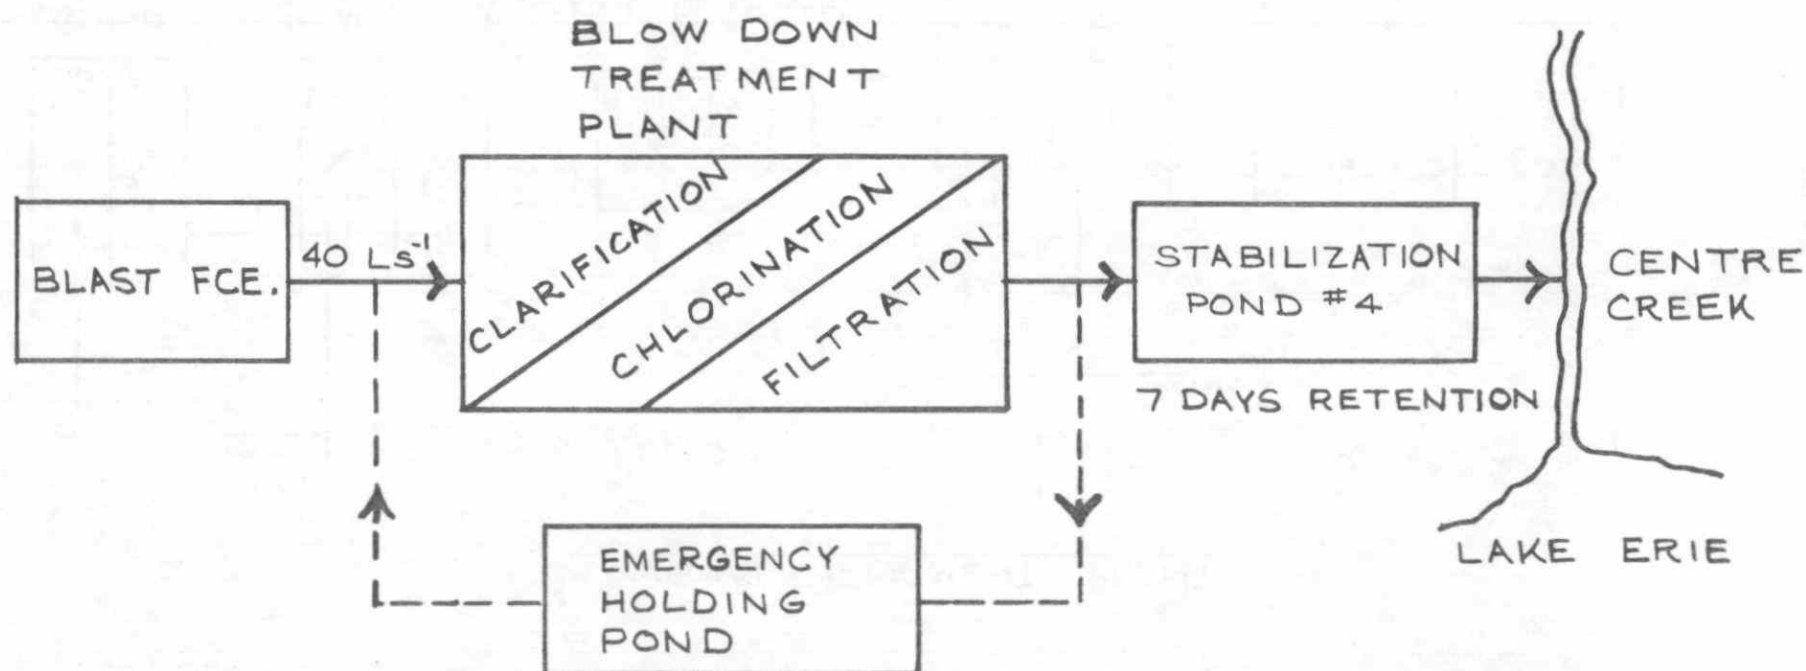 BLOW DOWN
TREATMENT
PLANT
BLAST FCE.
40 Ls⁻¹
CLARIFICATION
CHLORINATION
FILTRATION
STABILIZATION
POND #4
7 DAYS RETENTION
CENTRE
CREEK
LAKE ERIE
EMERGENCY
HOLDING
POND